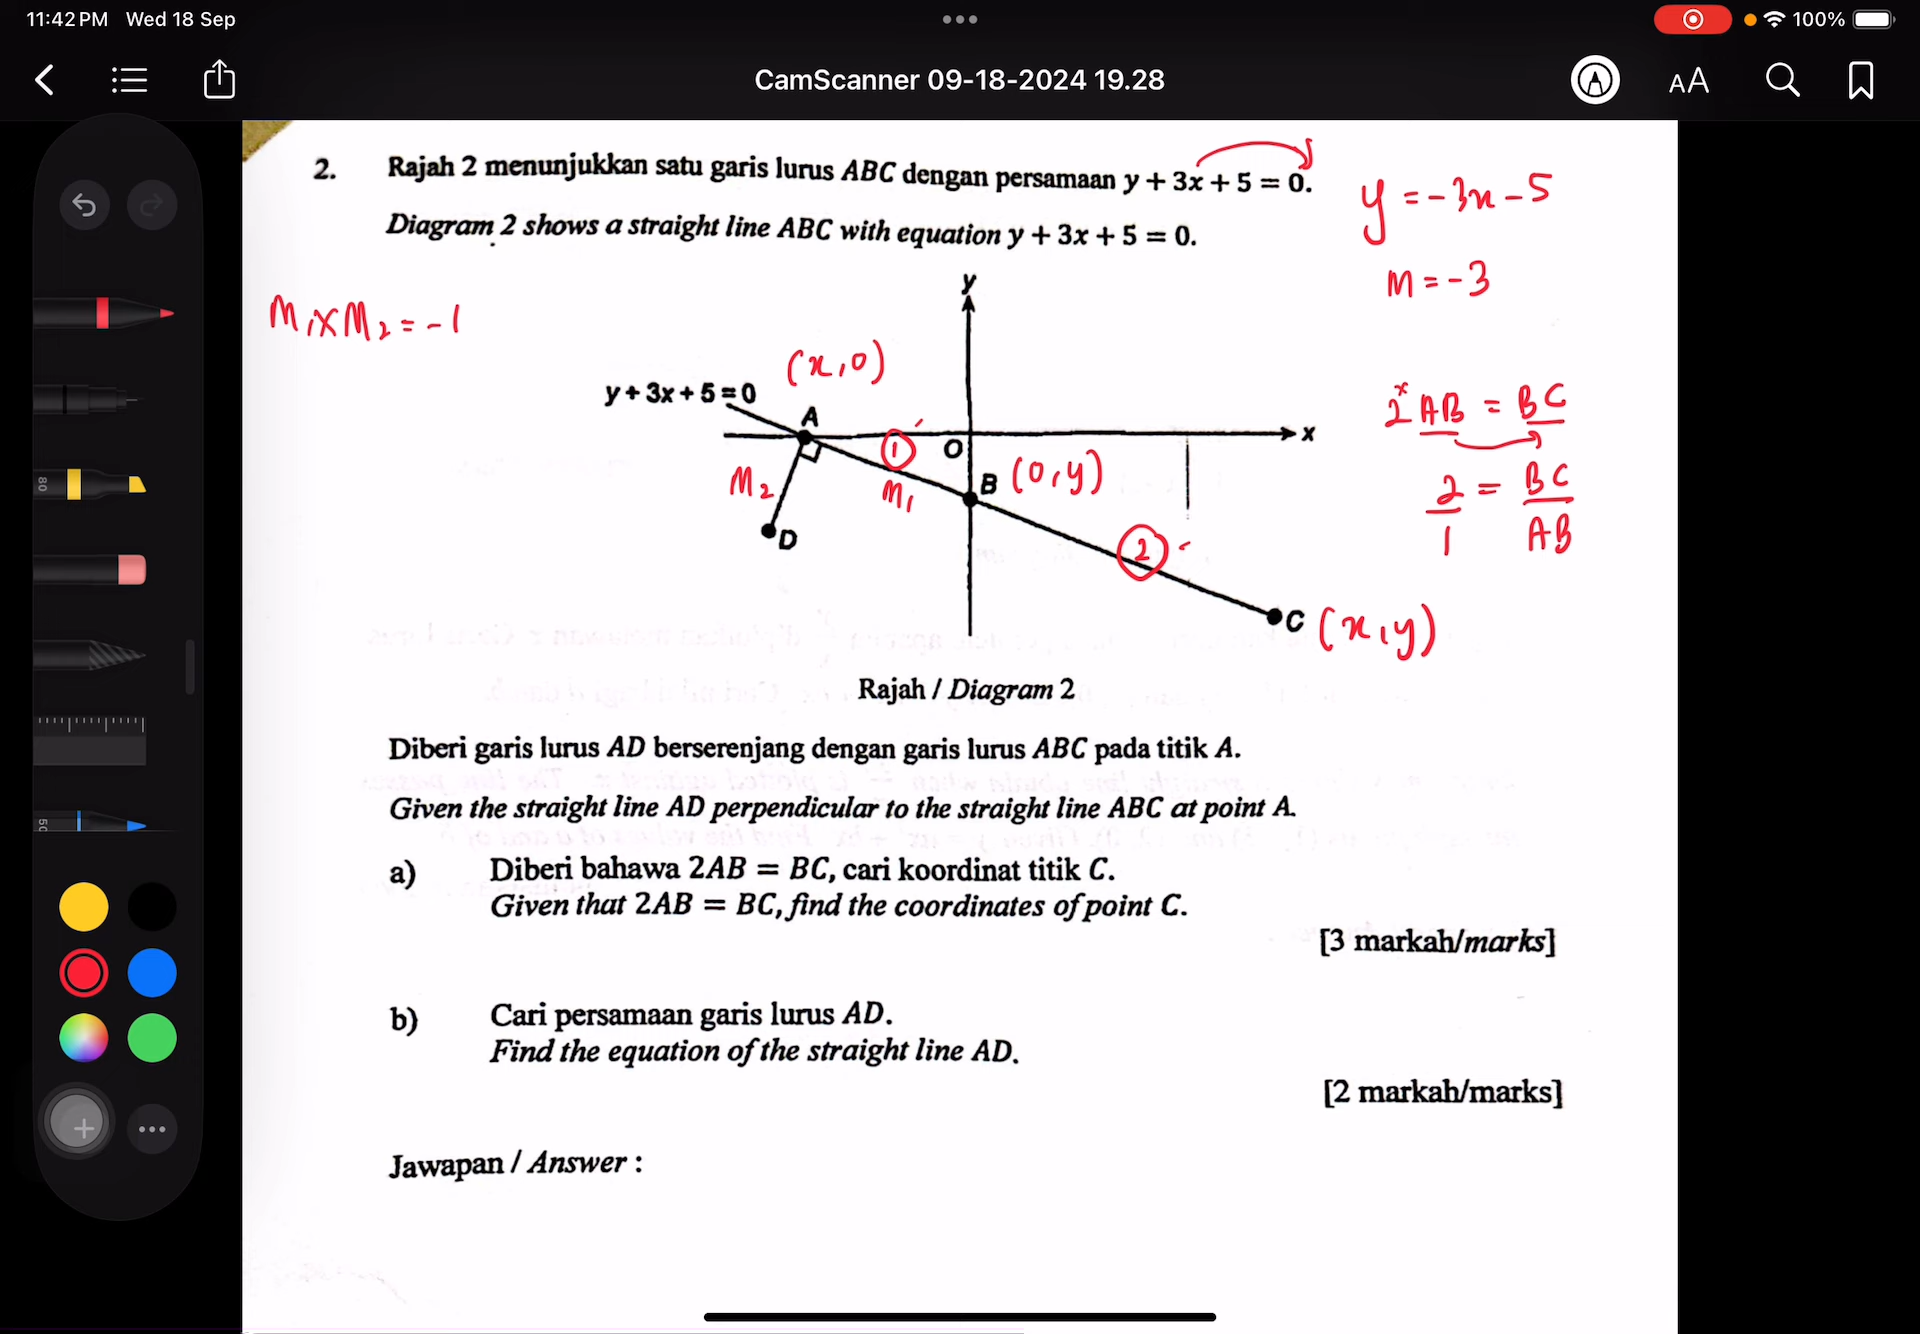 11:42 PM Wed 18 Sep
100%
CamScanner 09-18-2024 19.28
AA
2. Rajah 2 menunjukkan satu garis lurus ABC dengan persamaan y + 3x + 5 = 0.
Diagram 2 shows a straight line ABC with equation y + 3x + 5 = 0.
y = -3x - 5
m = -3
M₁ × M₂ = -1
y
(x, 0)
y + 3x + 5 = 0
A
x
O
1
M₂
M₁
B (0, y)
D
2
C (x, y)
2 × AB = BC
2/1 = BC/AB
Rajah / Diagram 2
Diberi garis lurus AD berserenjang dengan garis lurus ABC pada titik A.
Given the straight line AD perpendicular to the straight line ABC at point A.
a) Diberi bahawa 2AB = BC, cari koordinat titik C.
Given that 2AB = BC, find the coordinates of point C.
[3 markah/marks]
b) Cari persamaan garis lurus AD.
Find the equation of the straight line AD.
[2 markah/marks]
Jawapan / Answer :
80
50